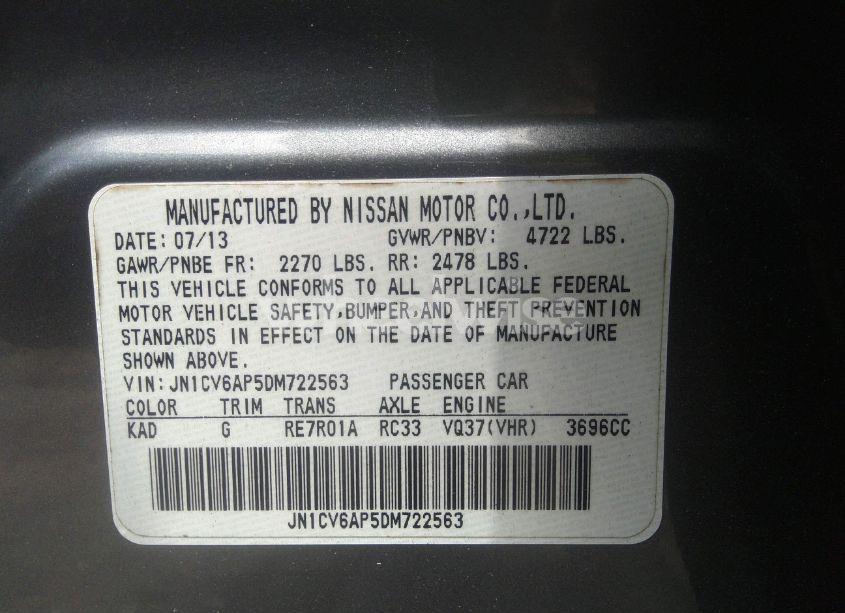 MANUFACTURED BY NISSAN MOTOR CO.,LTD.
DATE: 07/13 GVWR/PNBV: 4722 LBS.
GAWR/PNBE FR: 2270 LBS. RR: 2478 LBS.
THIS VEHICLE CONFORMS TO ALL APPLICABLE FEDERAL
MOTOR VEHICLE SAFETY,BUMPER,AND THEFT PREVENTION
STANDARDS IN EFFECT ON THE DATE OF MANUFACTURE
SHOWN ABOVE.
VIN:JN1CV6AP5DM722563 PASSENGER CAR
COLOR TRIM TRANS AXLE ENGINE
KAD G RE7R01A RC33 VQ37(VHR) 3696CC
JN1CV6AP5DM722563